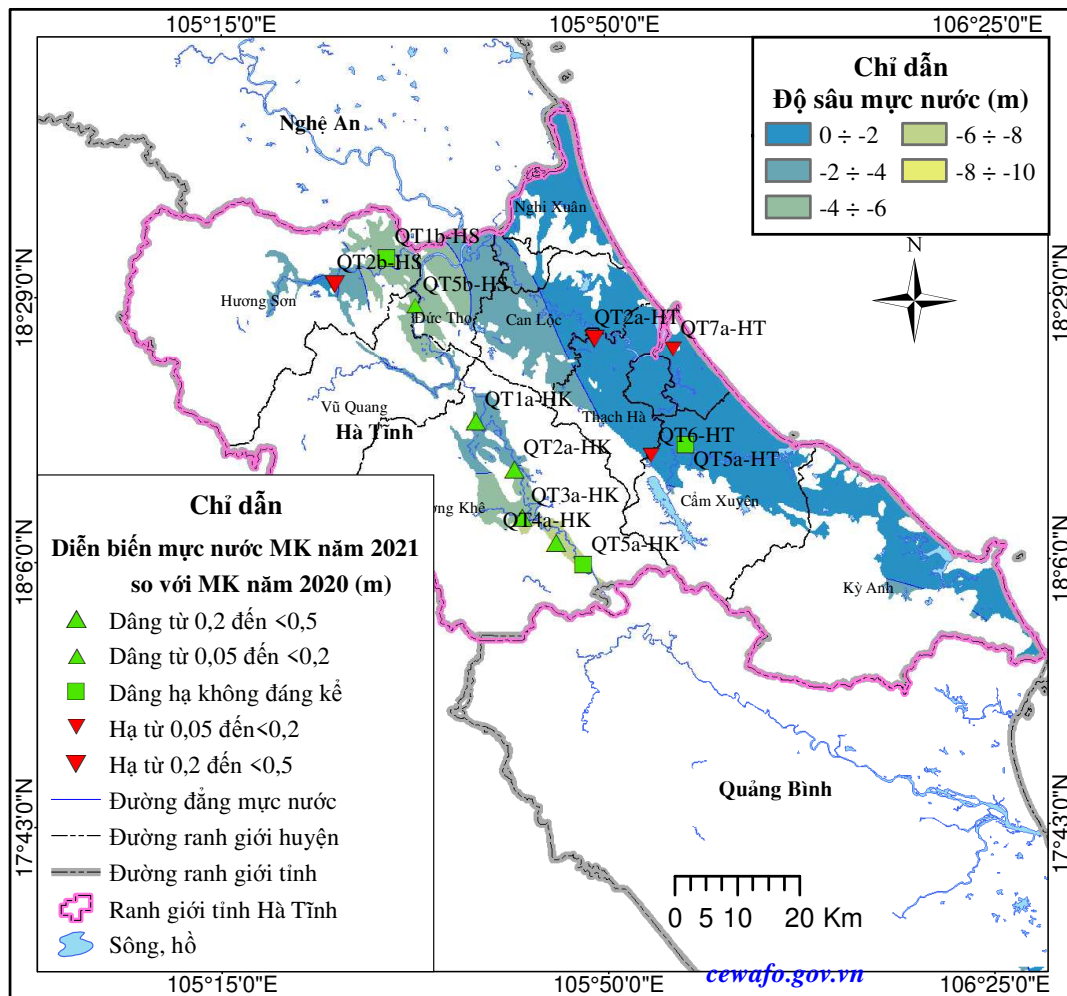 105°15'0"E
105°50'0"E
106°25'0"E
Chỉ dẫn
Độ sâu mực nước (m)
0 ÷ -2
-6 ÷ -8
-2 ÷ -4
-8 ÷ -10
-4 ÷ -6
N
Nghệ An
Nghi Xuân
QT1b-HS
QT2b-HS
QT5b-HS
Hương Sơn
Đức Thọ
Can Lộc
QT2a-HT
QT7a-HT
18°29'0"N
18°29'0"N
Vũ Quang
Hà Tĩnh
QT1a-HK
Thạch Hà
QT6-HT
QT2a-HK
QT5a-HT
QT3a-HK
Cẩm Xuyên
ơng Khê
QT4a-HK
QT5a-HK
Kỳ Anh
18°6'0"N
18°6'0"N
Chỉ dẫn
Diễn biến mực nước MK năm 2021
so với MK năm 2020 (m)
Dâng từ 0,2 đến <0,5
Dâng từ 0,05 đến <0,2
Dâng hạ không đáng kể
Hạ từ 0,05 đến<0,2
Hạ từ 0,2 đến <0,5
Đường đẳng mực nước
Đường ranh giới huyện
Đường ranh giới tỉnh
Ranh giới tỉnh Hà Tĩnh
Sông, hồ
Quảng Bình
17°43'0"N
17°43'0"N
0 5 10 20 Km
cewafo.gov.vn
105°15'0"E
105°50'0"E
106°25'0"E